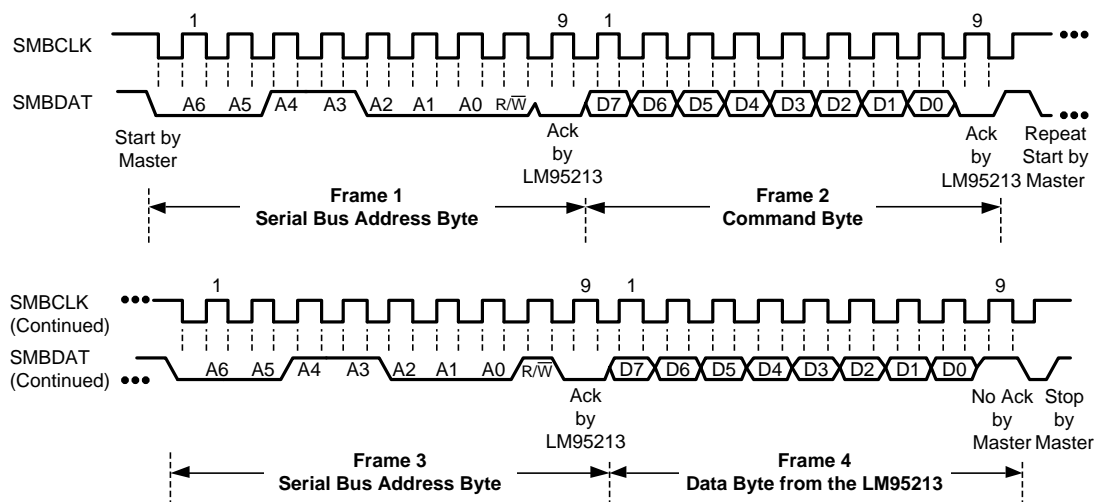 1 9 1 9
SMBCLK •••
SMBDAT A6 A5 A4 A3 A2 A1 A0 R/W̅ D7 D6 D5 D4 D3 D2 D1 D0 •••
Start by Master
Ack by LM95213
Ack by LM95213
Repeat Start by Master
Frame 1
Serial Bus Address Byte
Frame 2
Command Byte
1 9 1 9
SMBCLK (Continued) •••
SMBDAT (Continued) ••• A6 A5 A4 A3 A2 A1 A0 R/W̅ D7 D6 D5 D4 D3 D2 D1 D0
Ack by LM95213
No Ack by Master
Stop by Master
Frame 3
Serial Bus Address Byte
Frame 4
Data Byte from the LM95213